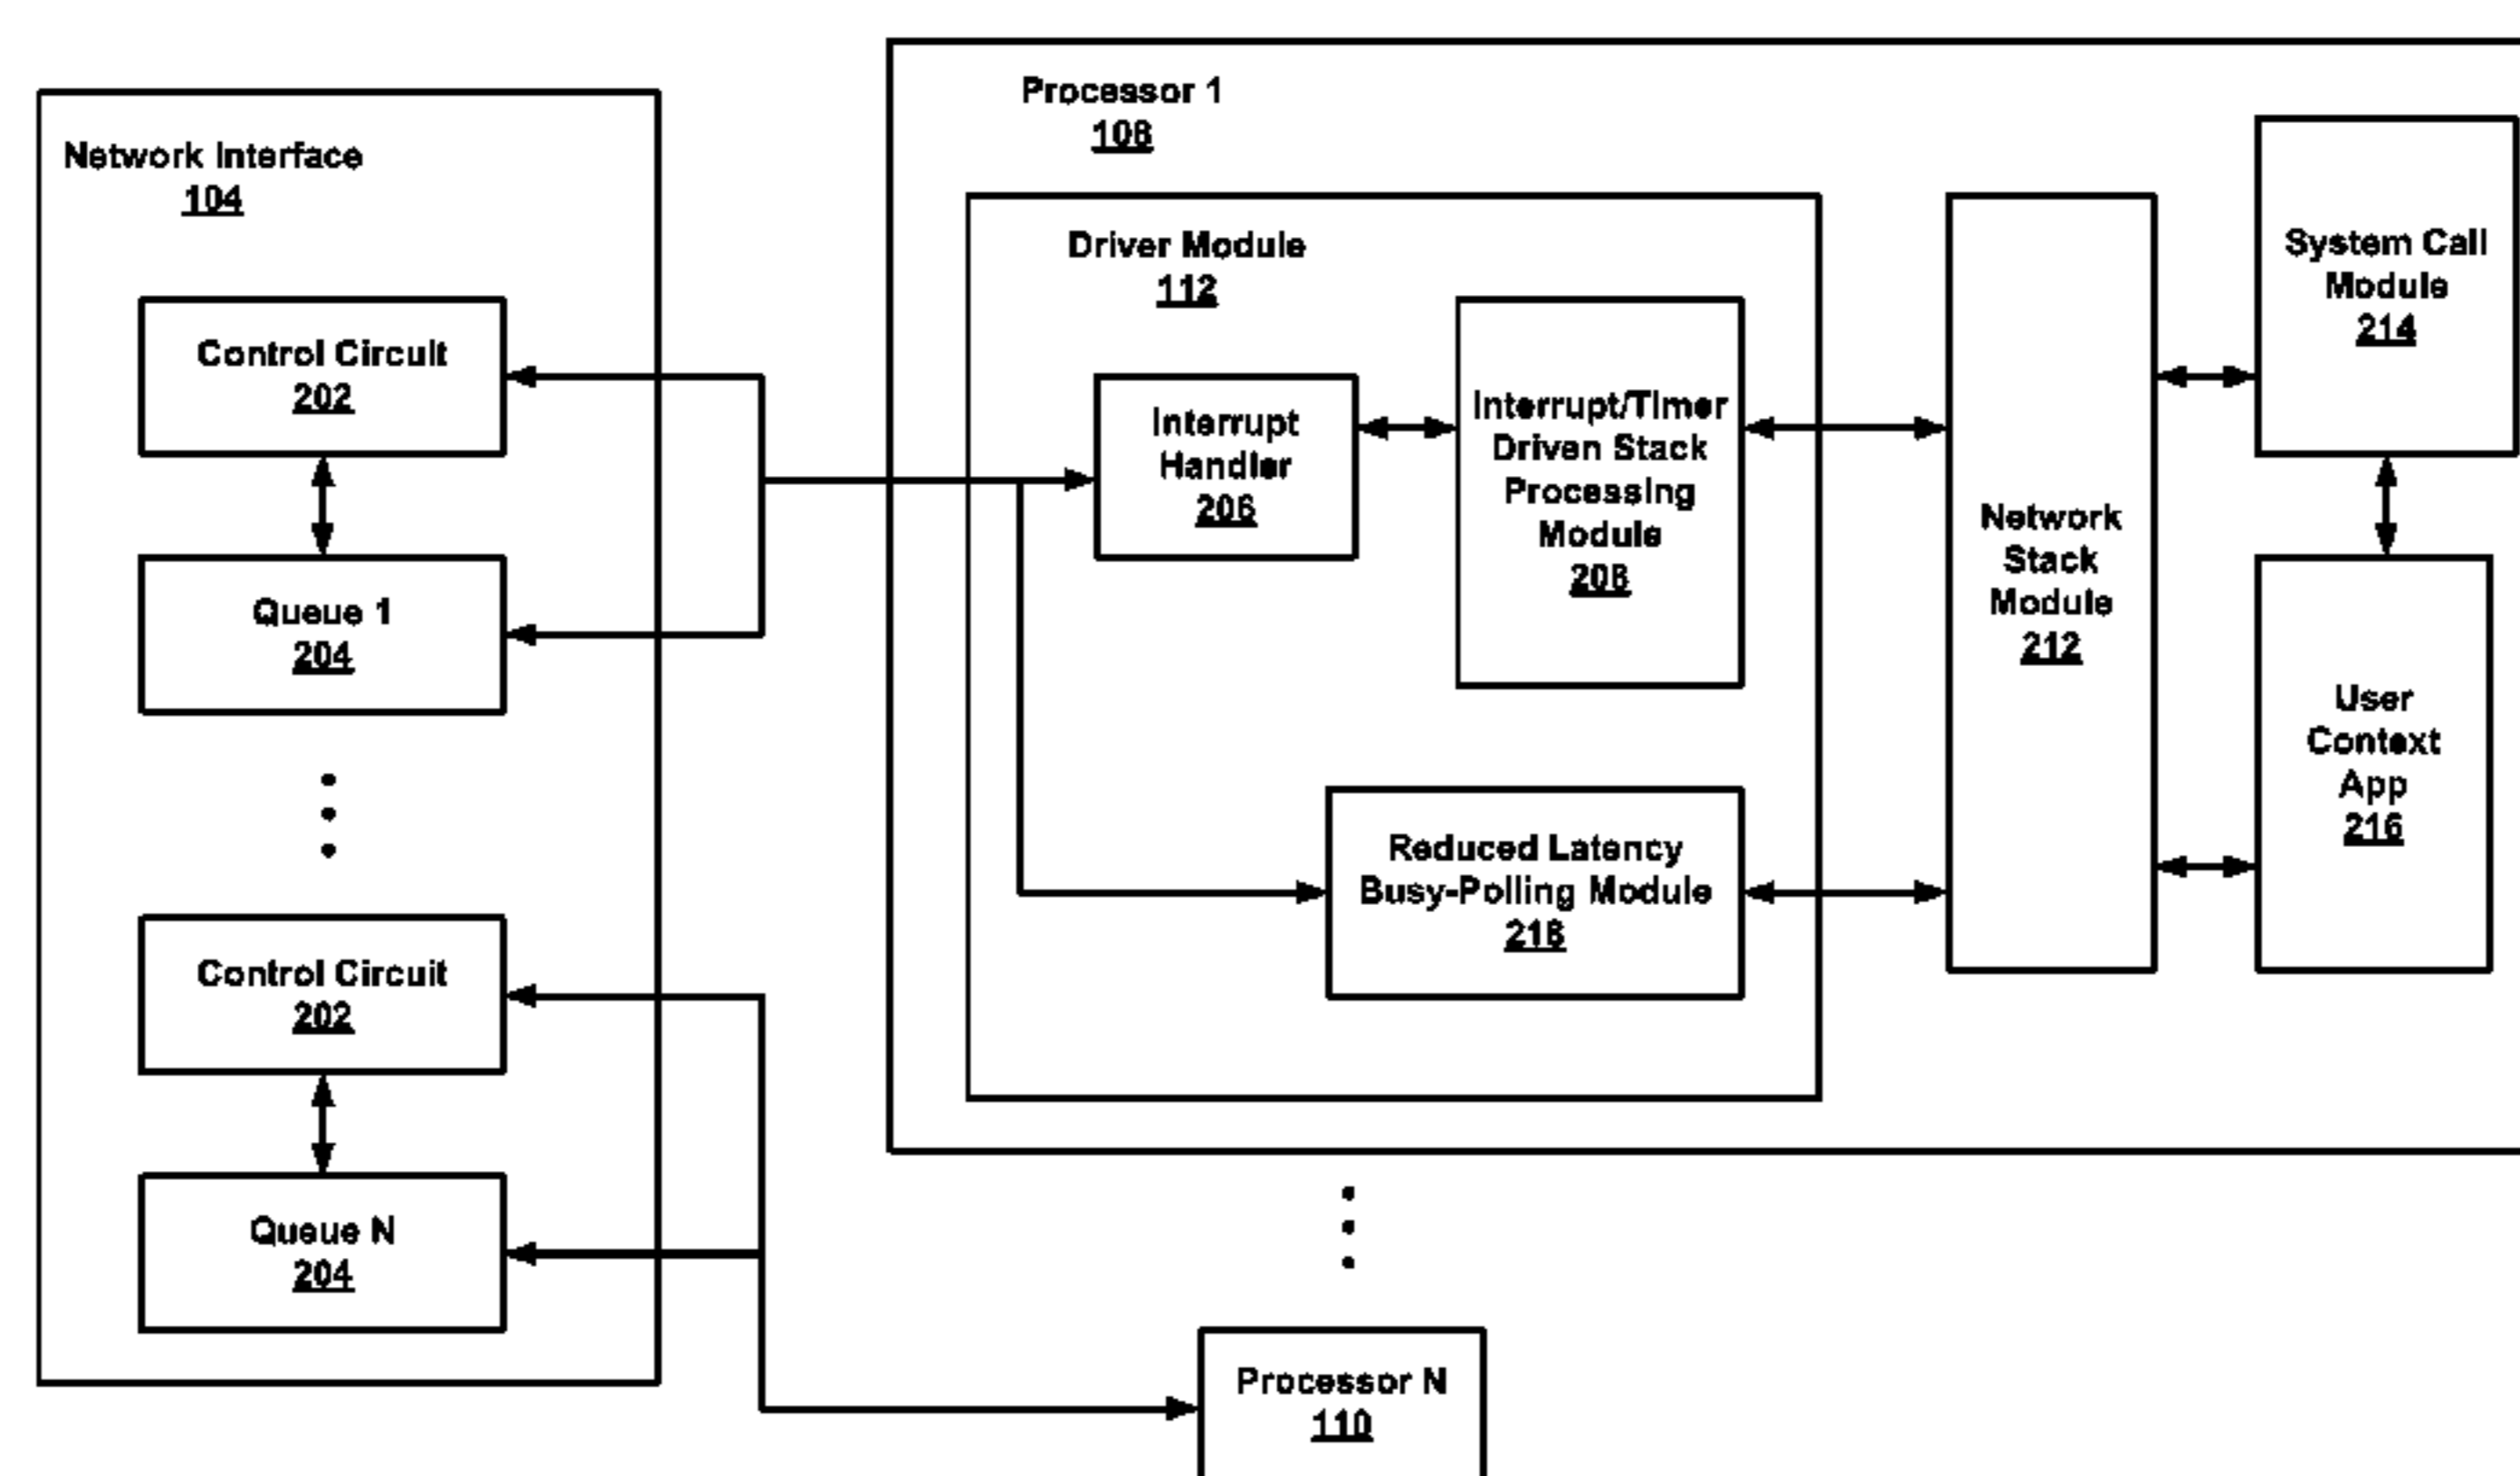 Network Interface
104
Control Circuit
202
Queue 1
204
Control Circuit
202
Queue N
204
Processor 1
108
Driver Module
112
Interrupt
Handler
206
Interrupt/Timer
Driven Stack
Processing
Module
208
Reduced Latency
Busy-Polling Module
218
Network
Stack
Module
212
System Call
Module
214
User
Context
App
216
Processor N
110